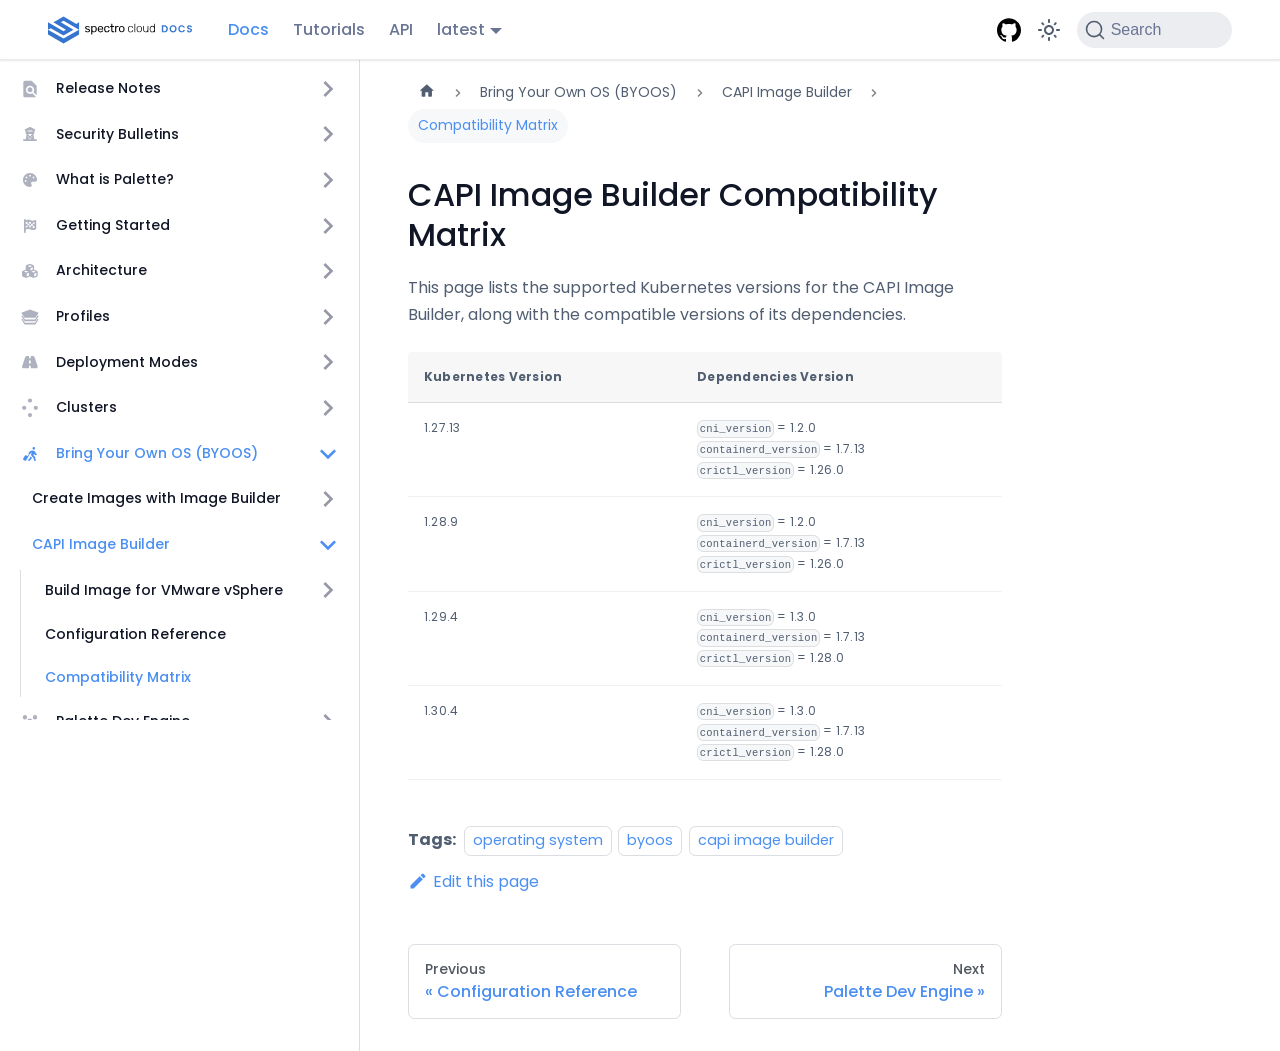 spectro cloud DOCS
Docs
Tutorials
API
latest
Search
Release Notes
Security Bulletins
What is Palette?
Getting Started
Architecture
Profiles
Deployment Modes
Clusters
Bring Your Own OS (BYOOS)
Create Images with Image Builder
CAPI Image Builder
Build Image for VMware vSphere
Configuration Reference
Compatibility Matrix
Palette Dev Engine
Bring Your Own OS (BYOOS)
CAPI Image Builder
Compatibility Matrix
CAPI Image Builder Compatibility
Matrix
This page lists the supported Kubernetes versions for the CAPI Image
Builder, along with the compatible versions of its dependencies.
Kubernetes Version Dependencies Version
1.27.13 cni_version = 1.2.0
containerd_version = 1.7.13
crictl_version = 1.26.0
1.28.9 cni_version = 1.2.0
containerd_version = 1.7.13
crictl_version = 1.26.0
1.29.4 cni_version = 1.3.0
containerd_version = 1.7.13
crictl_version = 1.28.0
1.30.4 cni_version = 1.3.0
containerd_version = 1.7.13
crictl_version = 1.28.0
Tags: operating system byoos capi image builder
Edit this page
Previous
« Configuration Reference
Next
Palette Dev Engine »